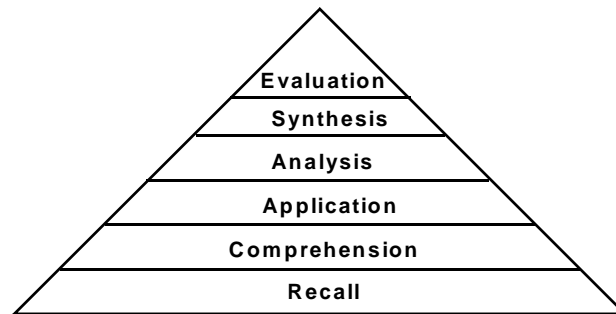 Evaluation
Synthesis
Analysis
Application
Comprehension
Recall